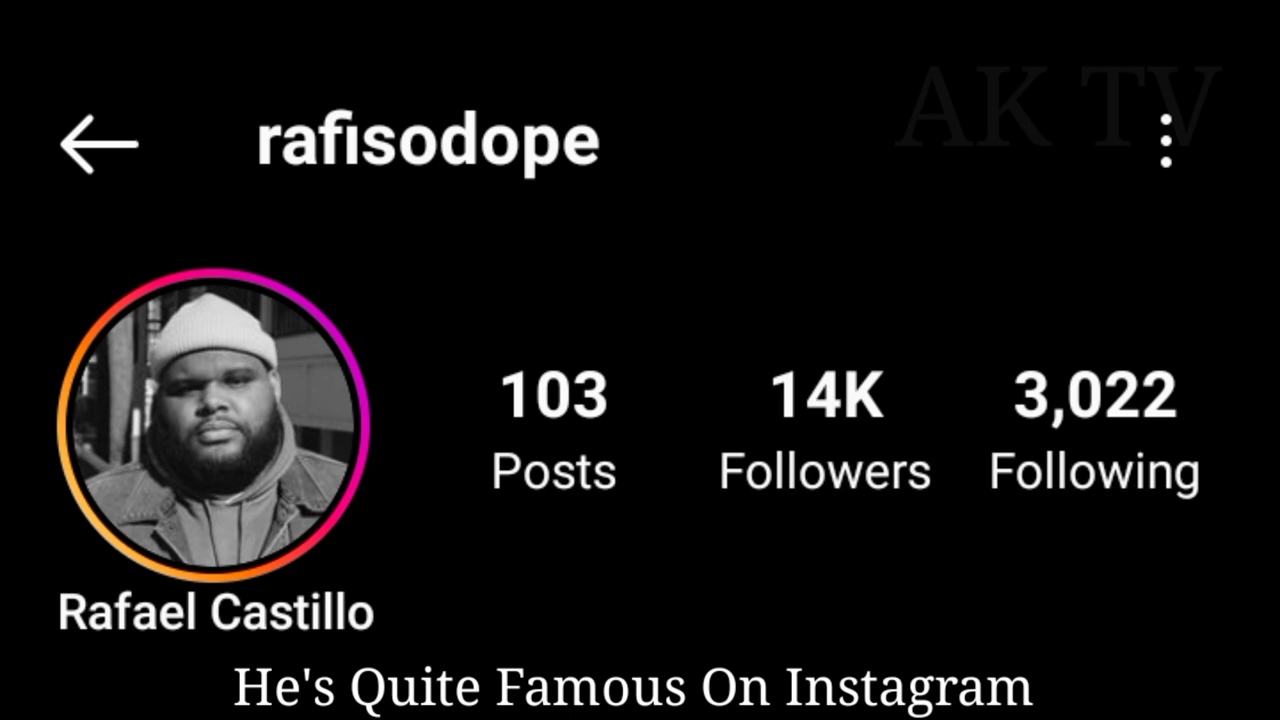 AK TV
rafisodope
103 14K 3,022
Posts Followers Following
Rafael Castillo
He's Quite Famous On Instagram